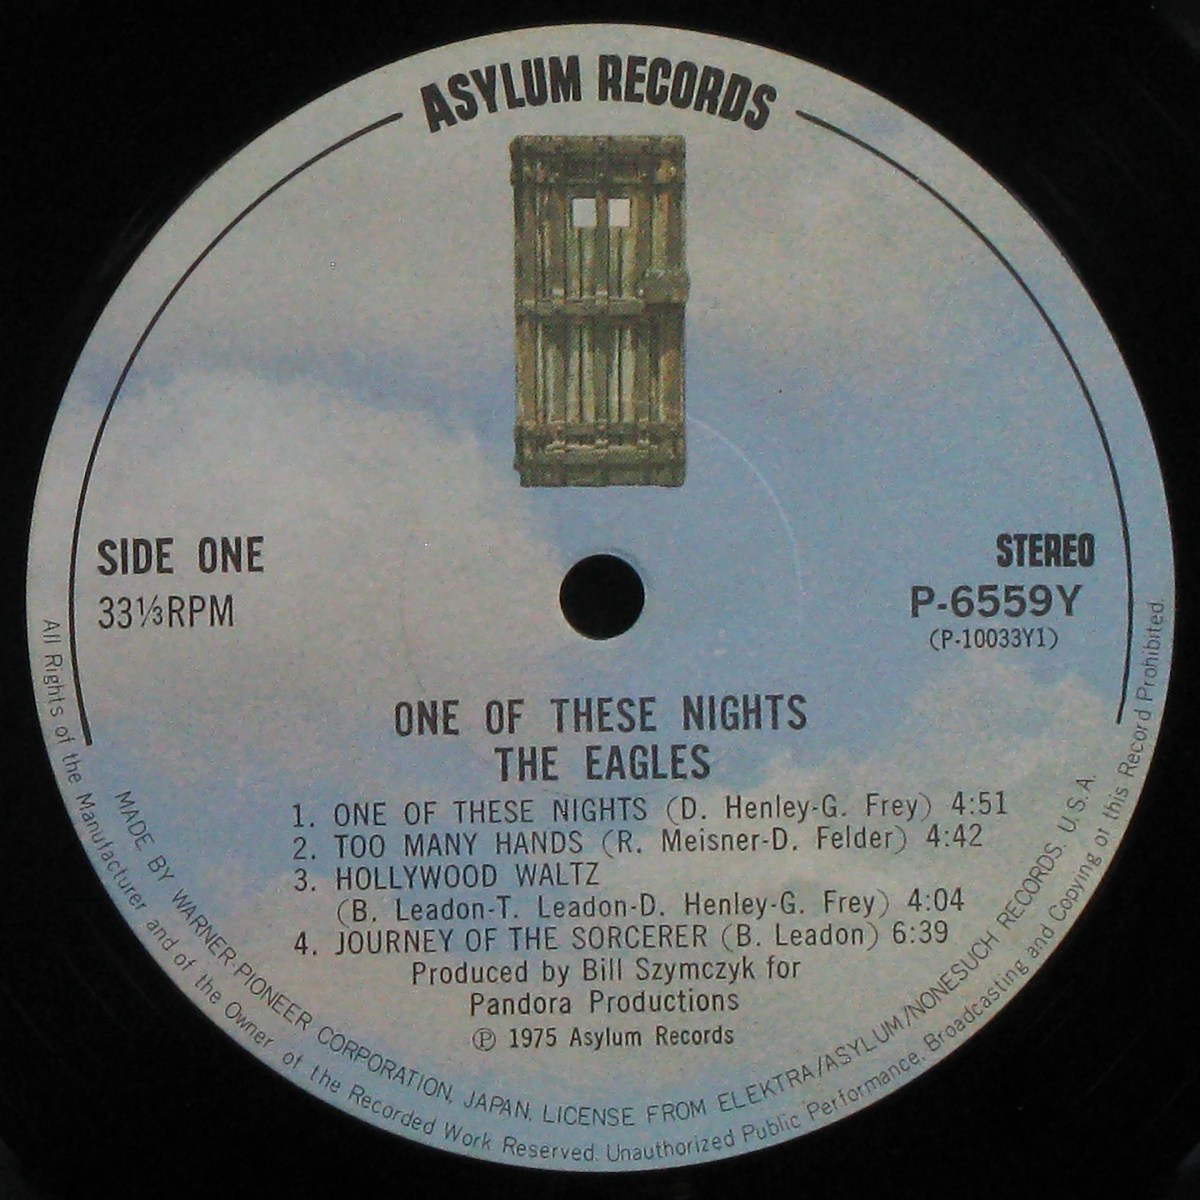 ASYLUM RECORDS
SIDE ONE
33⅓RPM
STEREO
P-6559Y
(P-10033Y1)
ONE OF THESE NIGHTS
THE EAGLES
1. ONE OF THESE NIGHTS (D. Henley-G. Frey) 4:51
2. TOO MANY HANDS (R. Meisner-D. Felder) 4:42
3. HOLLYWOOD WALTZ
(B. Leadon-T. Leadon-D. Henley-G. Frey) 4:04
4. JOURNEY OF THE SORCERER (B. Leadon) 6:39
Produced by Bill Szymczyk for
Pandora Productions
℗ 1975 Asylum Records
MADE BY WARNER-PIONEER CORPORATION, JAPAN. LICENSE FROM ELEKTRA/ASYLUM/NONESUCH RECORDS. U.S.A.
All Rights of the Manufacturer and of the Owner of the Recorded Work Reserved. Unauthorized Public Performance. Broadcasting and Copying of this Record Prohibited.